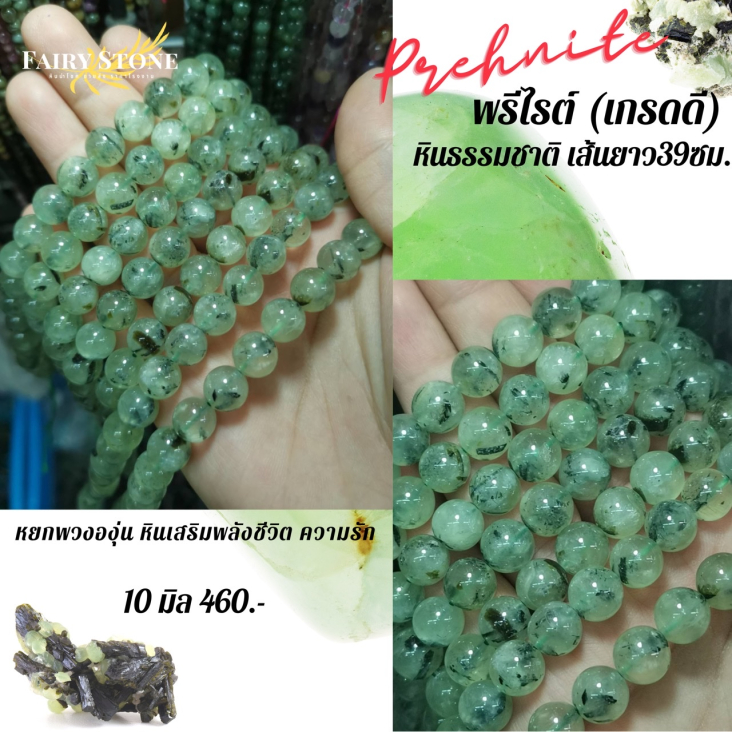 FAIRY STONE
Prehnite
พรีไรต์ (เกรดดี)
หินธรรมชาติ เส้นยาว39ซม.
หยกพวงองุ่น หินเสริมพลังชีวิต ความรัก
10 มิล 460.-